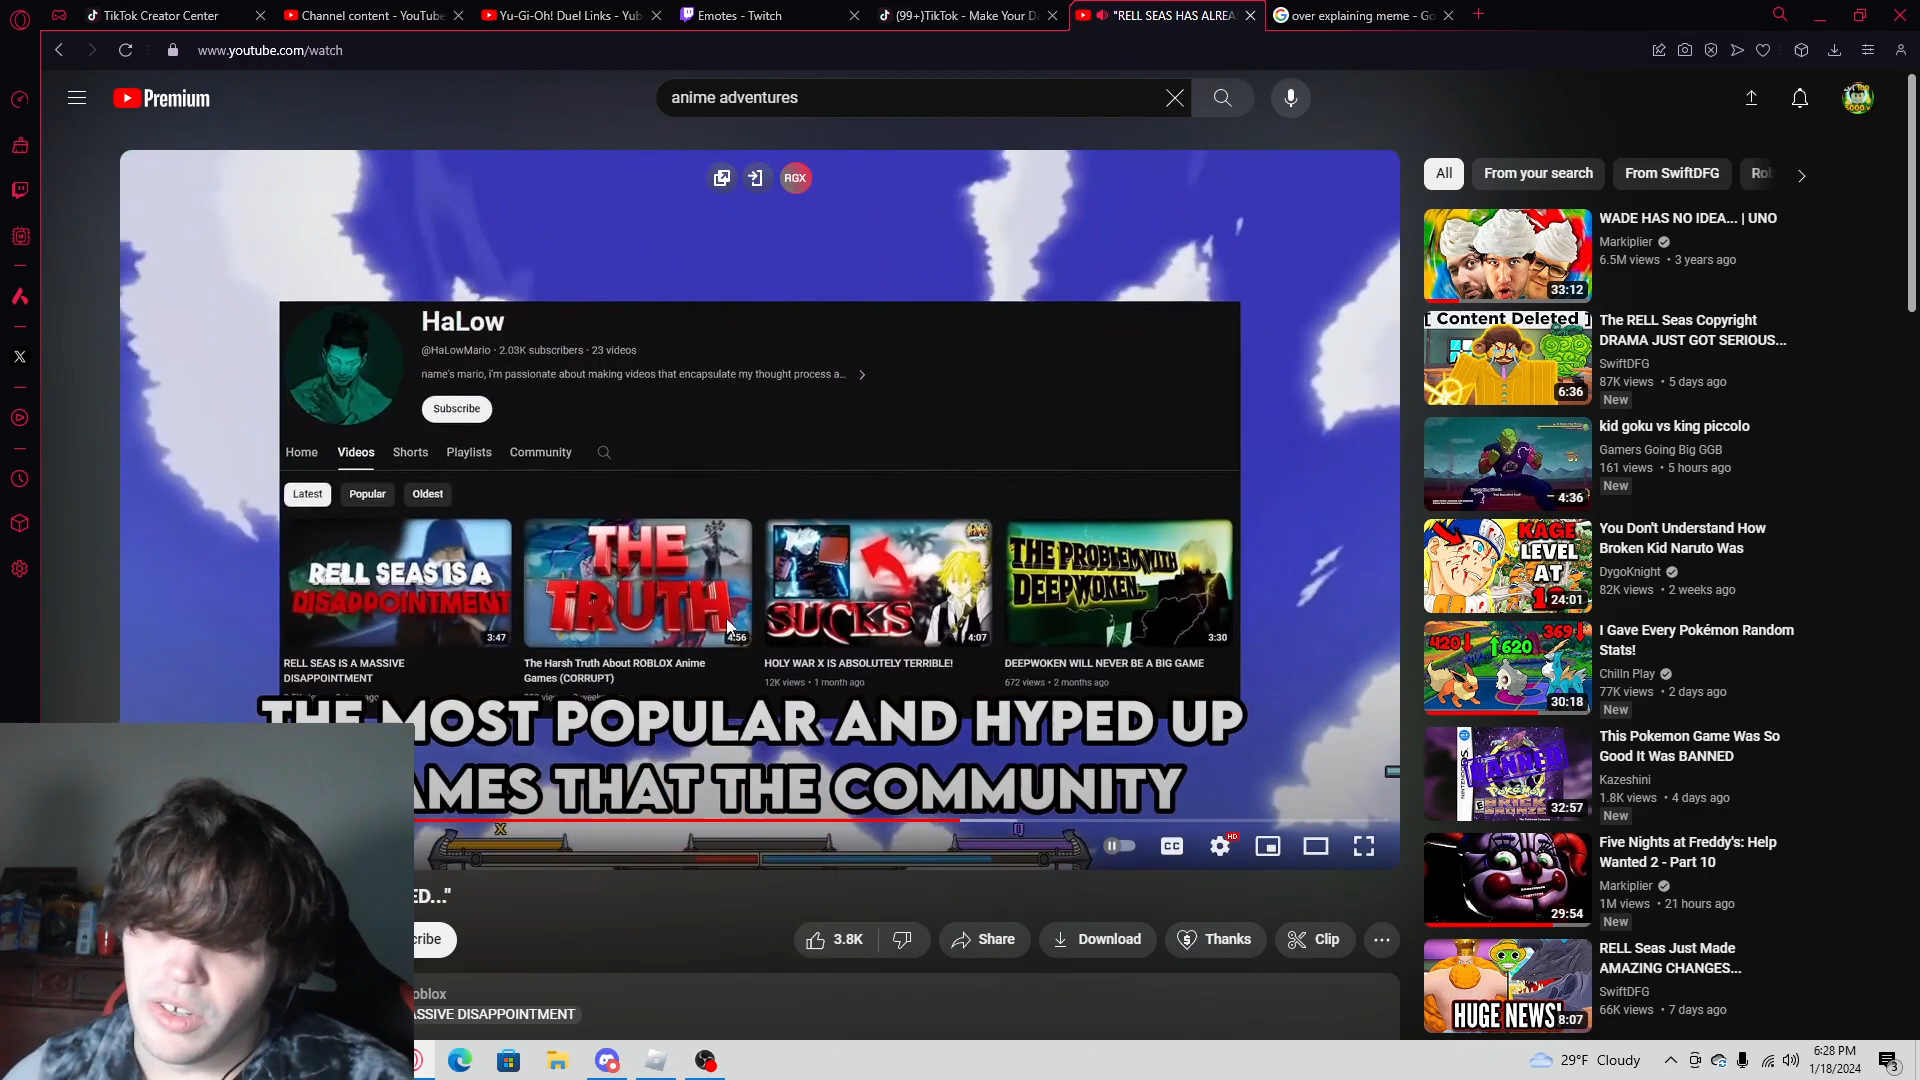 TikTok Creator Center
Channel content - YouTube
Yu-Gi-Oh! Duel Links - Yub
Emotes - Twitch
(99+)TikTok - Make Your Da
"RELL SEAS HAS ALREA
over explaining meme - Go
www.youtube.com/watch
Premium
anime adventures
RGX
HaLow
@HaLowMario · 2.03K subscribers · 23 videos
name's mario, i'm passionate about making videos that encapsulate my thought process a...
Subscribe
Home Videos Shorts Playlists Community
Latest Popular Oldest
RELL SEAS IS A
DISAPPOINTMENT
3:47
THE
TRUTH
4:56
SUCKS
4:07
THE PROBLEM WITH
DEEPWOKEN
3:30
RELL SEAS IS A MASSIVE
DISAPPOINTMENT
The Harsh Truth About ROBLOX Anime
Games (CORRUPT)
HOLY WAR X IS ABSOLUTELY TERRIBLE!
12K views · 1 month ago
DEEPWOKEN WILL NEVER BE A BIG GAME
672 views · 2 months ago
THE MOST POPULAR AND HYPED UP
AMES THAT THE COMMUNITY
X
CC
HD
ED..."
cribe
3.8K
Share
Download
Thanks
Clip
oblox
ASSIVE DISAPPOINTMENT
All
From your search
From SwiftDFG
Ro
33:12
WADE HAS NO IDEA... | UNO
Markiplier
6.5M views • 3 years ago
[ Content Deleted ]
6:36
The RELL Seas Copyright
DRAMA JUST GOT SERIOUS...
SwiftDFG
87K views • 5 days ago
New
4:36
kid goku vs king piccolo
Gamers Going Big GGB
161 views • 5 hours ago
New
KAGE
LEVEL
AT
24:01
You Don't Understand How
Broken Kid Naruto Was
DygoKnight
82K views • 2 weeks ago
420
620
369
30:18
I Gave Every Pokémon Random
Stats!
Chilln Play
77K views • 2 days ago
New
BANNED
32:57
This Pokemon Game Was So
Good It Was BANNED
Kazeshini
1.8K views • 4 days ago
New
29:54
Five Nights at Freddy's: Help
Wanted 2 - Part 10
Markiplier
1M views • 21 hours ago
New
HUGE NEWS!
8:07
RELL Seas Just Made
AMAZING CHANGES...
SwiftDFG
66K views • 7 days ago
29°F Cloudy
6:28 PM
1/18/2024
3